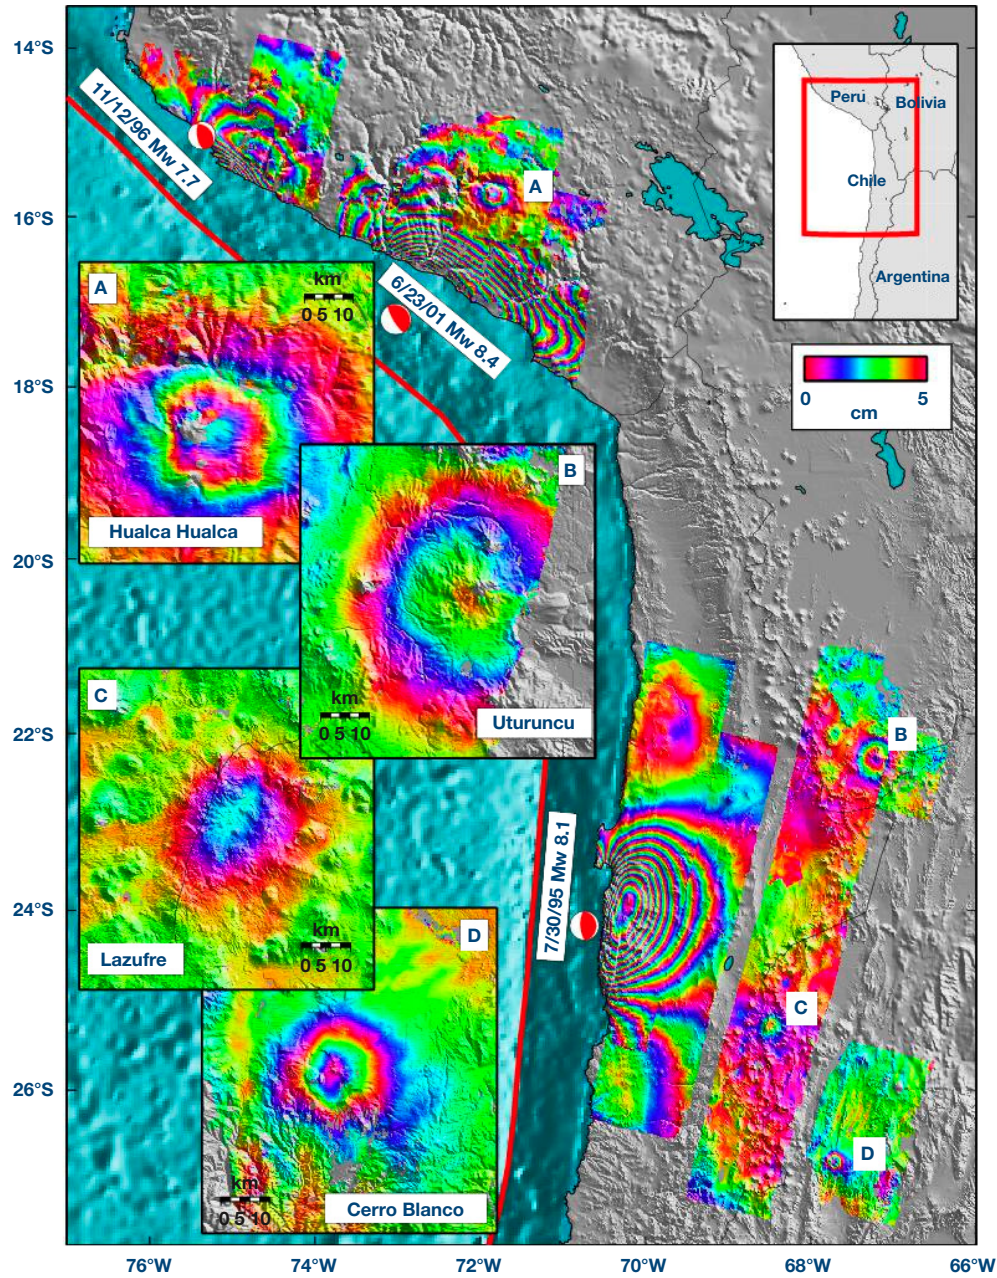 14°S
16°S
18°S
20°S
22°S
24°S
26°S
11/12/96 Mw 7.7
6/23/01 Mw 8.4
7/30/95 Mw 8.1
A
B
C
D
Peru
Bolivia
Chile
Argentina
0 5
cm
A
km
0 5 10
Hualca Hualca
B
km
0 5 10
Uturuncu
C
km
0 5 10
Lazufre
D
km
0 5 10
Cerro Blanco
76°W 74°W 72°W 70°W 68°W 66°W